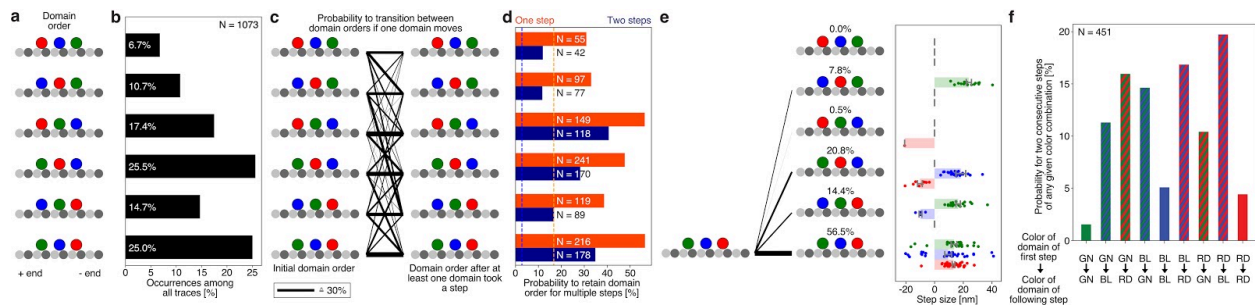 a
Domain
order
+ end
- end
b
N = 1073
6.7%
10.7%
17.4%
25.5%
14.7%
25.0%
0
5
10
15
20
25
Occurrences among
all traces [%]
c
Probability to transition between
domain orders if one domain moves
Initial domain order
≙ 30%
Domain order after at
least one domain took
a step
d
One step
Two steps
N = 55
N = 42
N = 97
N = 77
N = 149
N = 118
N = 241
N = 170
N = 119
N = 89
N = 216
N = 178
0
10
20
30
40
50
Probability to retain domain
order for multiple steps [%]
e
0.0%
7.8%
0.5%
20.8%
14.4%
56.5%
-20
0
20
40
Step size [nm]
f
N = 451
20
15
10
5
0
Probability for two consecutive steps
of any given color combination [%]
Color of
domain of
first step
Color of
domain of
following step
GN GN GN BL BL BL RD RD RD
GN BL RD GN BL RD GN BL RD